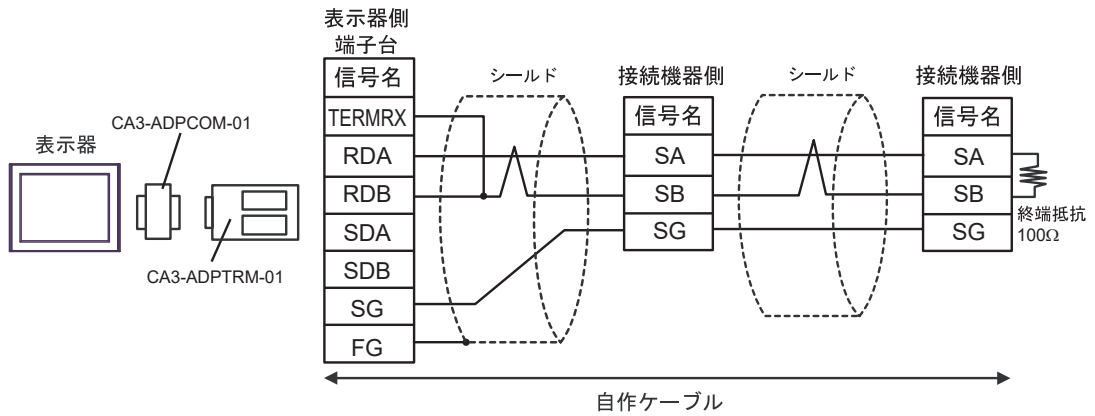 表示器
CA3-ADPCOM-01
CA3-ADPTRM-01
表示器側
端子台
信号名
TERMRX
RDA
RDB
SDA
SDB
SG
FG
シールド
接続機器側
信号名
SA
SB
SG
シールド
接続機器側
信号名
SA
SB
SG
終端抵抗
100Ω
自作ケーブル